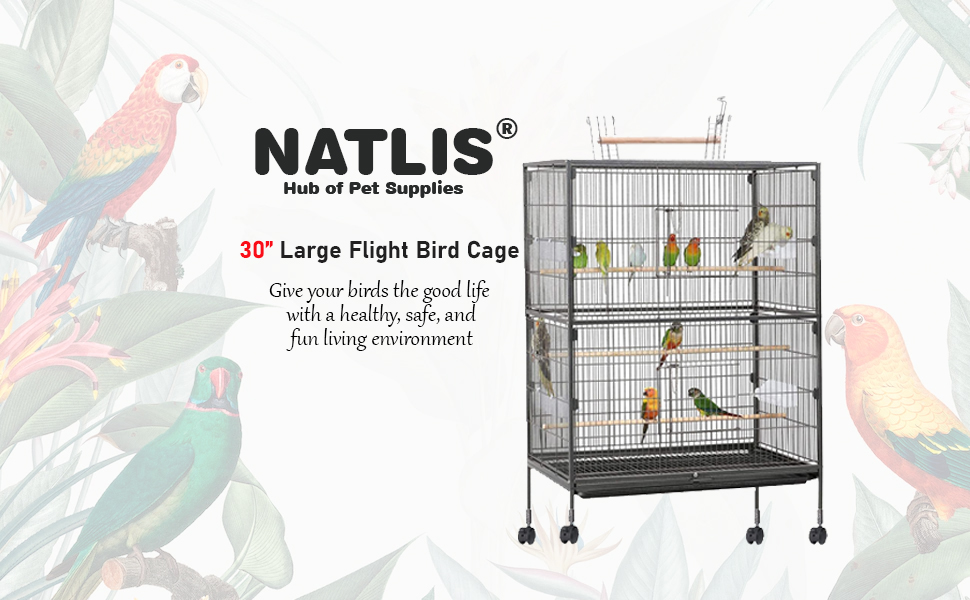 NATLIS®
Hub of Pet Supplies
30” Large Flight Bird Cage
Give your birds the good life
with a healthy, safe, and
fun living environment